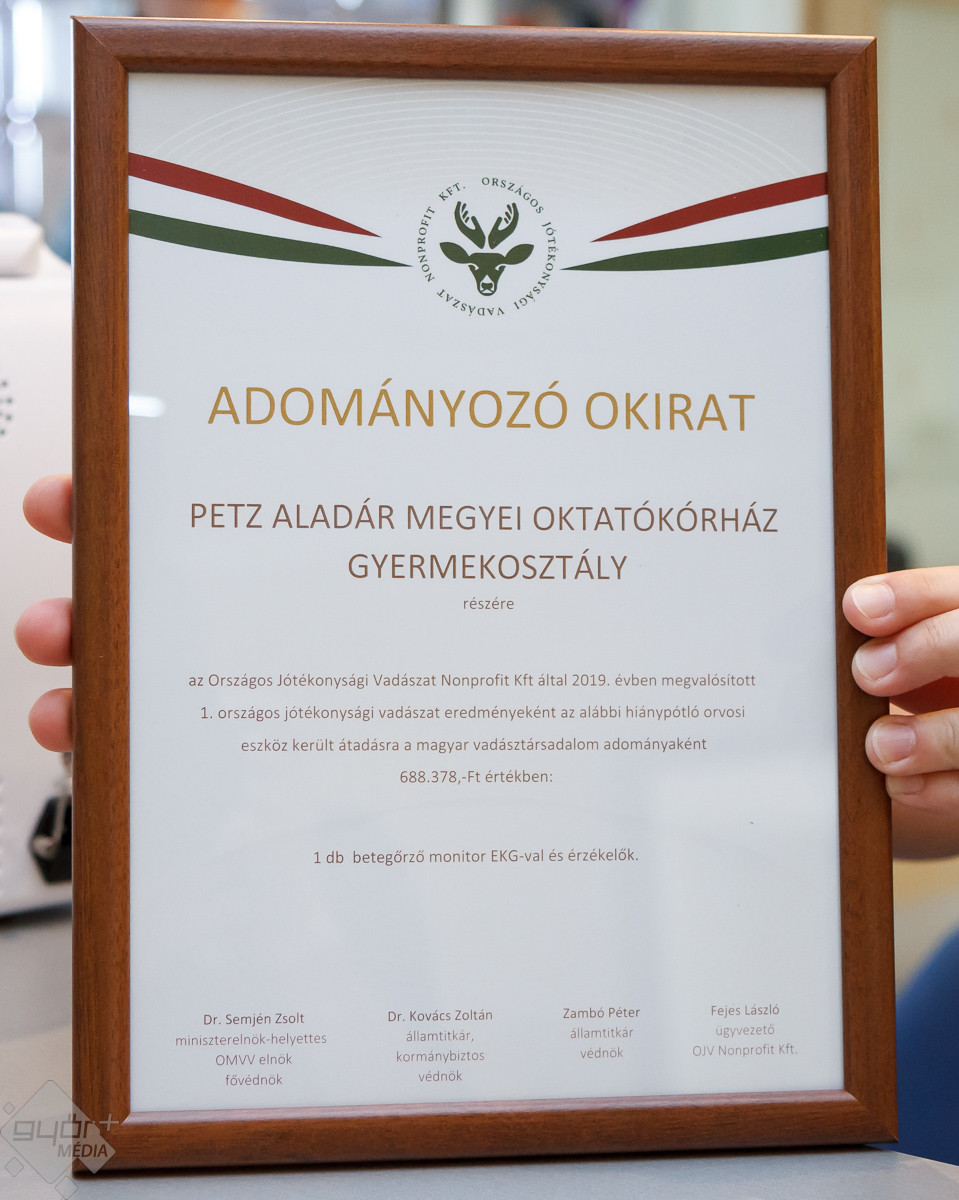 ORSZÁGOS JÓTÉKONYSÁGI VADÁSZAT NONPROFIT KFT.
ADOMÁNYOZÓ OKIRAT
PETZ ALADÁR MEGYEI OKTATÓKÓRHÁZ
GYERMEKOSZTÁLY
részére
az Országos Jótékonysági Vadászat Nonprofit Kft által 2019. évben megvalósított
1. országos jótékonysági vadászat eredményeként az alábbi hiánypótló orvosi
eszköz került átadásra a magyar vadásztársadalom adományaként
688.378,-Ft értékben:
1 db betegőrző monitor EKG-val és érzékelők.
Dr. Semjén Zsolt
miniszterelnök-helyettes
OMVV elnök
fővédnök
Dr. Kovács Zoltán
államtitkár,
kormánybiztos
védnök
Zambó Péter
államtitkár
védnök
Fejes László
ügyvezető
OJV Nonprofit Kft.
győr+
MÉDIA